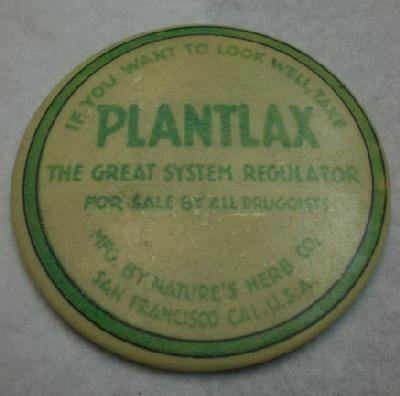 IF YOU WANT TO LOOK WELL, TAKE
PLANTLAX
THE GREAT SYSTEM REGULATOR
FOR SALE BY ALL DRUGGISTS
MFG. BY NATURE'S HERB CO.
SAN FRANCISCO CAL. U.S.A.